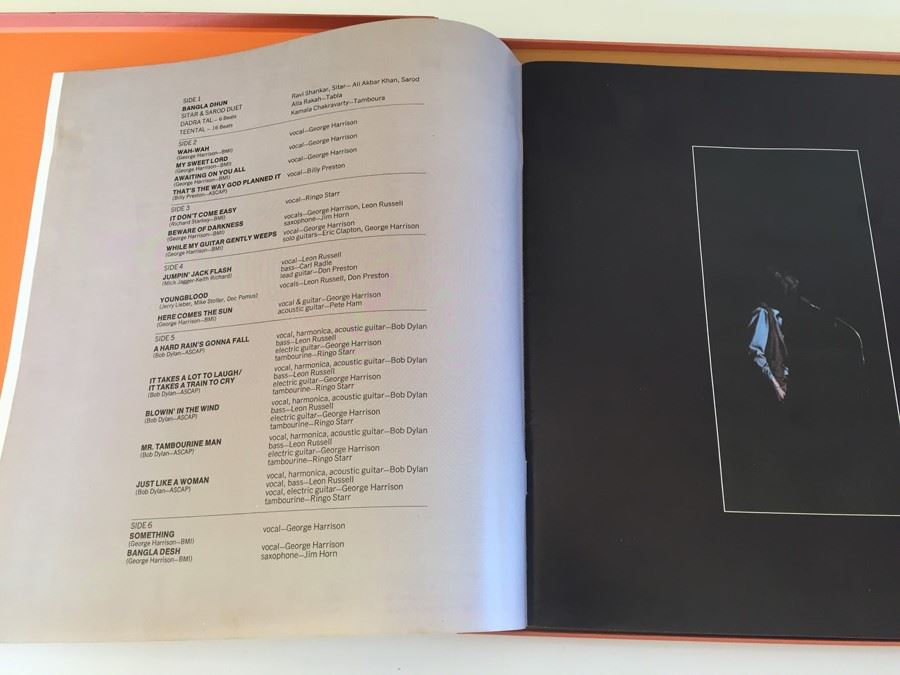 SIDE 1
BANGLA DHUN
SITAR & SAROD DUET
DADRA TAL – 6 Beats
TEENTAL – 16 Beats
Ravi Shankar, Sitar – Ali Akbar Khan, Sarod
Alla Rakah–Tabla
Kamala Chakravarty–Tamboura
SIDE 2
WAH-WAH
(George Harrison–BMI)
vocal–George Harrison
MY SWEET LORD
(George Harrison–BMI)
vocal–George Harrison
AWAITING ON YOU ALL
(George Harrison–BMI)
vocal–George Harrison
THAT'S THE WAY GOD PLANNED IT
(Billy Preston–ASCAP)
vocal–Billy Preston
SIDE 3
IT DON'T COME EASY
(Richard Starkey–BMI)
vocal–Ringo Starr
BEWARE OF DARKNESS
(George Harrison–BMI)
vocals–George Harrison, Leon Russell
saxophone–Jim Horn
WHILE MY GUITAR GENTLY WEEPS
(George Harrison–BMI)
vocal–George Harrison
solo guitars–Eric Clapton, George Harrison
SIDE 4
JUMPIN' JACK FLASH
(Mick Jagger-Keith Richard)
vocal–Leon Russell
bass–Carl Radle
lead guitar–Don Preston
YOUNGBLOOD
(Jerry Lieber, Mike Stoller, Doc Pomus)
vocals–Leon Russell, Don Preston
HERE COMES THE SUN
(George Harrison–BMI)
vocal & guitar–George Harrison
acoustic guitar–Pete Ham
SIDE 5
A HARD RAIN'S GONNA FALL
(Bob Dylan–ASCAP)
vocal, harmonica, acoustic guitar–Bob Dylan
bass–Leon Russell
electric guitar–George Harrison
tambourine–Ringo Starr
IT TAKES A LOT TO LAUGH/
IT TAKES A TRAIN TO CRY
(Bob Dylan–ASCAP)
vocal, harmonica, acoustic guitar–Bob Dylan
bass–Leon Russell
electric guitar–George Harrison
tambourine–Ringo Starr
BLOWIN' IN THE WIND
(Bob Dylan–ASCAP)
vocal, harmonica, acoustic guitar–Bob Dylan
bass–Leon Russell
electric guitar–George Harrison
tambourine–Ringo Starr
MR. TAMBOURINE MAN
(Bob Dylan–ASCAP)
vocal, harmonica, acoustic guitar–Bob Dylan
bass–Leon Russell
electric guitar–George Harrison
tambourine–Ringo Starr
JUST LIKE A WOMAN
(Bob Dylan–ASCAP)
vocal, harmonica, acoustic guitar–Bob Dylan
vocal, bass–Leon Russell
vocal, electric guitar–George Harrison
tambourine–Ringo Starr
SIDE 6
SOMETHING
(George Harrison–BMI)
vocal–George Harrison
BANGLA DESH
(George Harrison–BMI)
vocal–George Harrison
saxophone–Jim Horn